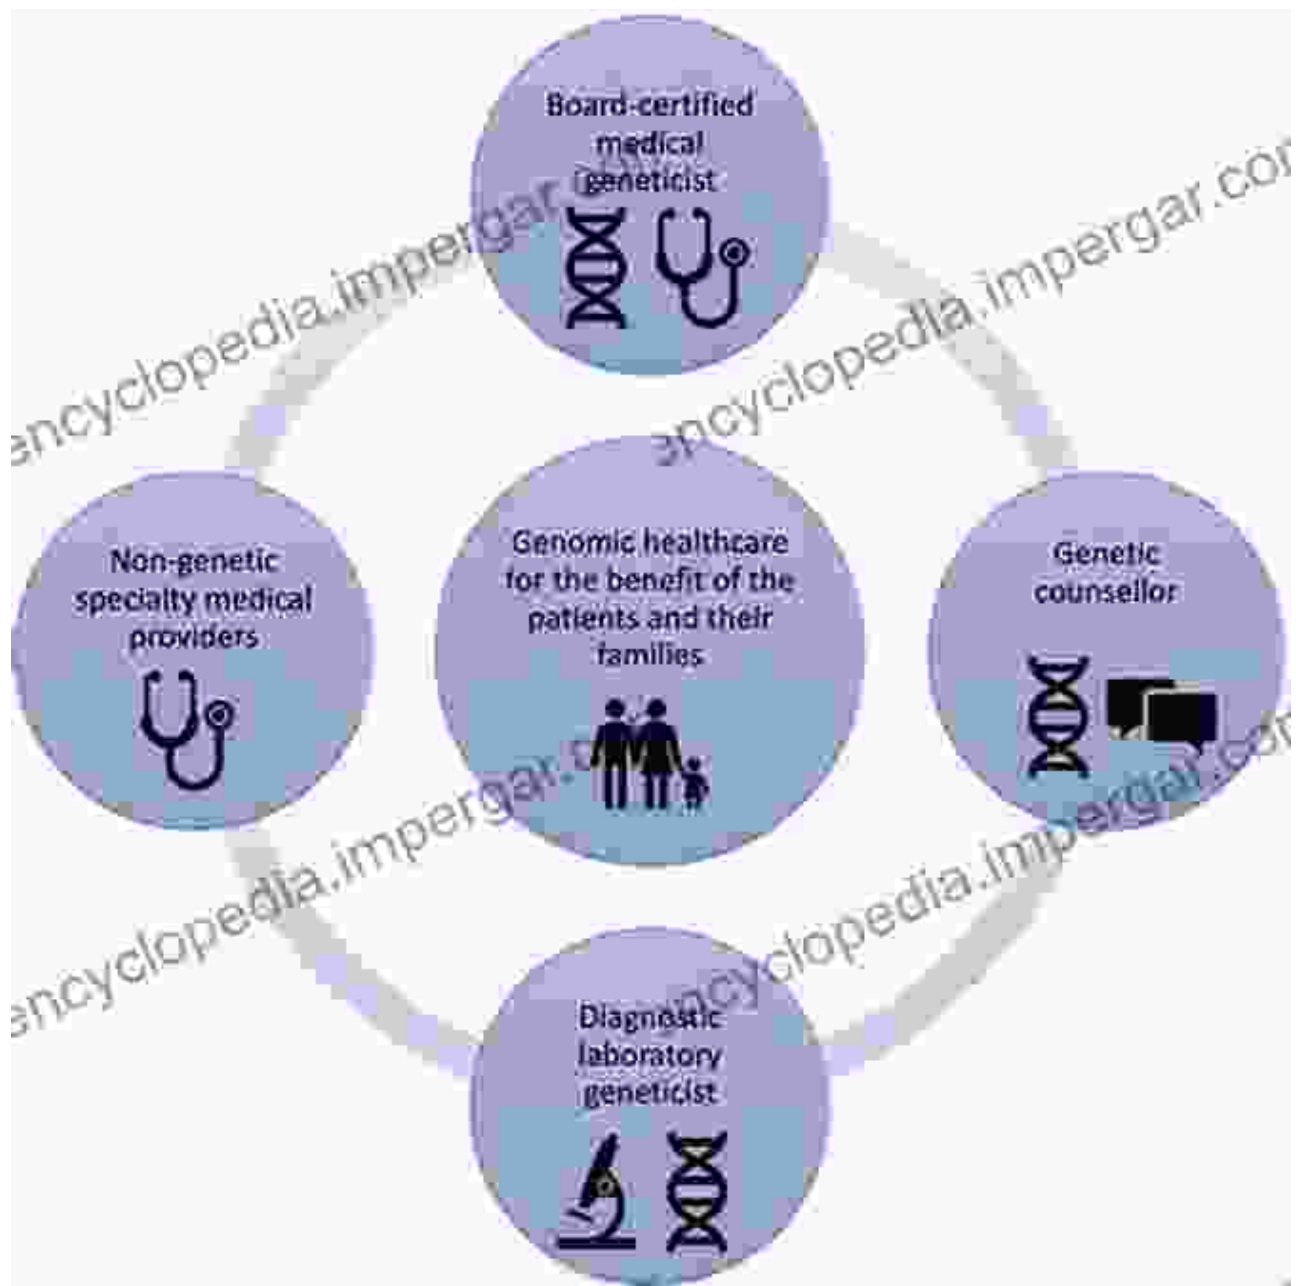 Board-certified
medical
geneticist
encyclopedia.impergar.com
encyclopedia.impergar.com
Non-genetic
specialty medical
providers
Genomic healthcare
for the benefit of the
patients and their
families
Genetic
counsellor
encyclopedia.impergar.com
encyclopedia.impergar.com
Diagnostic
laboratory
geneticist